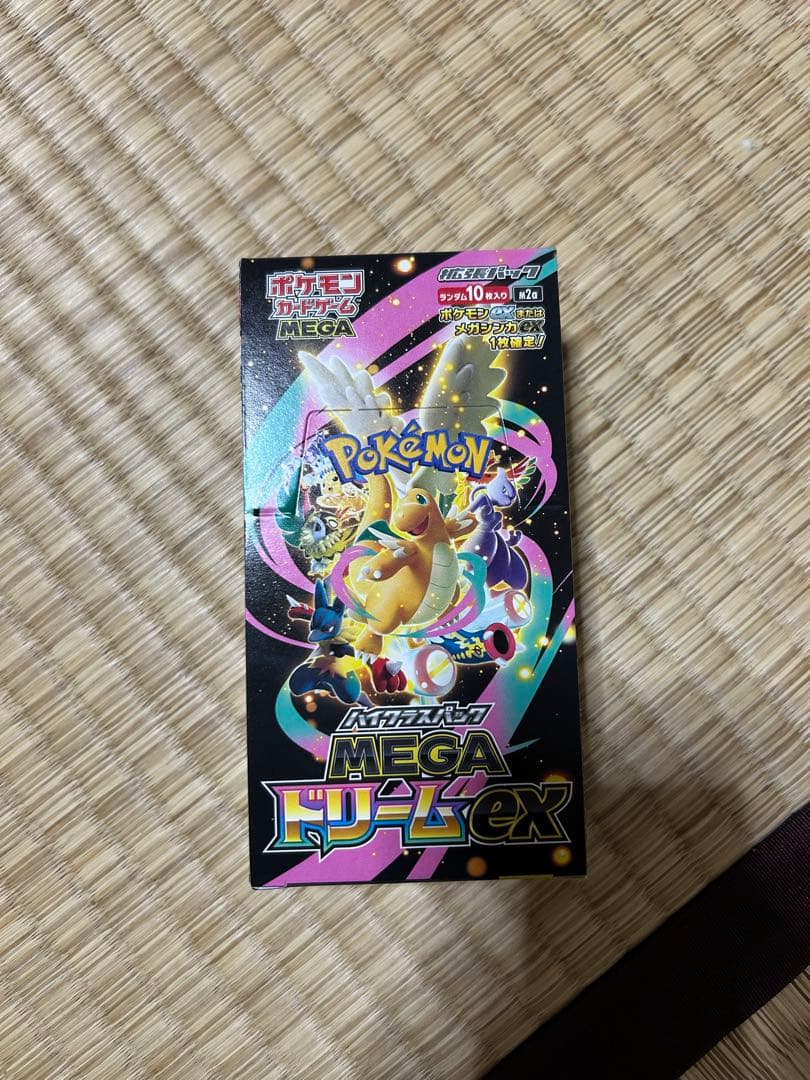 ポケモン
カードゲーム
MEGA
拡張パック
ランダム10枚入り M2a
ポケモンexまたは
メガシンカex
1枚確定!
POKéMON
ハイクラスパック
MEGA
ドリームex